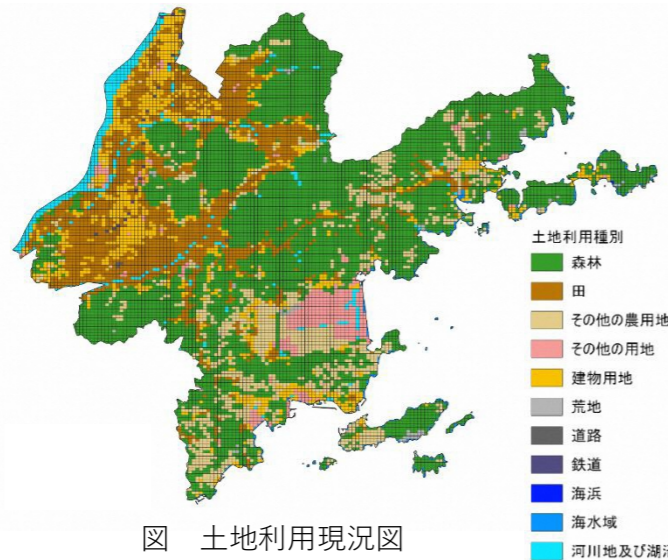 土地利用種別
森林
田
その他の農用地
その他の用地
建物用地
荒地
道路
鉄道
海浜
海水域
河川地及び湖沼
図　土地利用現況図